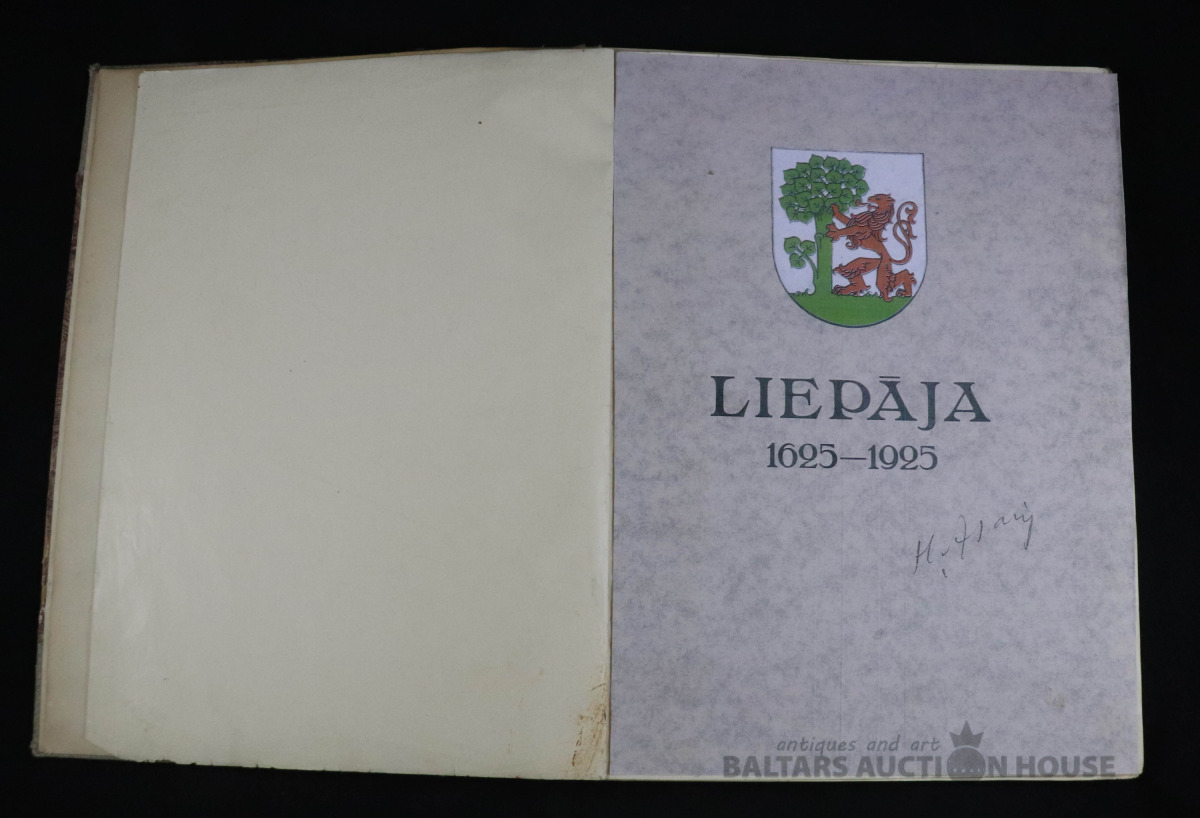 LIEPĀJA
1625—1925
antiques and art
BALTARS AUCTION HOUSE